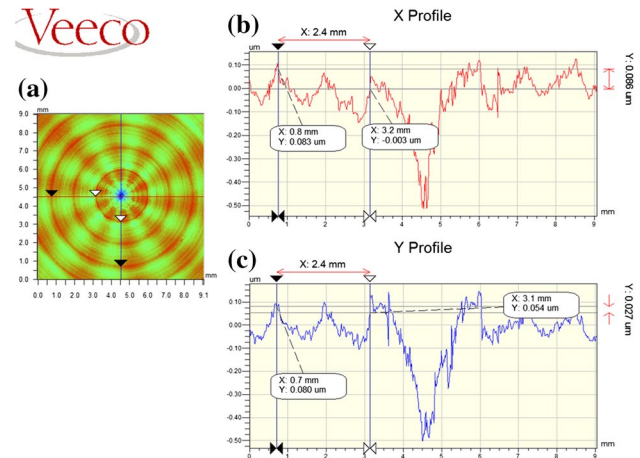 Veeco
(a)
mm
9.0
8.0
7.0
6.0
5.0
4.0
3.0
2.0
1.0
0.0
mm
0.0 1.0 2.0 3.0 4.0 5.0 6.0 7.0 8.0 9.1
(b)
X Profile
X: 2.4 mm
um
0.10
0.00
-0.10
-0.20
-0.30
-0.40
-0.50
X: 0.8 mm
Y: 0.083 um
X: 3.2 mm
Y: -0.003 um
Y: 0.086 um
mm
0 1 2 3 4 5 6 7 8 9
(c)
Y Profile
X: 2.4 mm
um
0.10
0.00
-0.10
-0.20
-0.30
-0.40
-0.50
X: 3.1 mm
Y: 0.054 um
X: 0.7 mm
Y: 0.080 um
Y: 0.027 um
mm
0 1 2 3 4 5 6 7 8 9